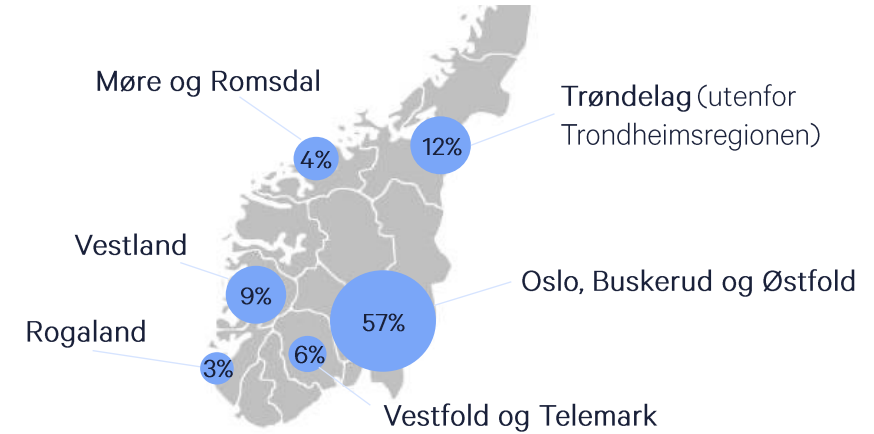 Møre og Romsdal
4%
Trøndelag (utenfor
Trondheimsregionen)
12%
Vestland
9%
Oslo, Buskerud og Østfold
57%
Rogaland
3%
6%
Vestfold og Telemark